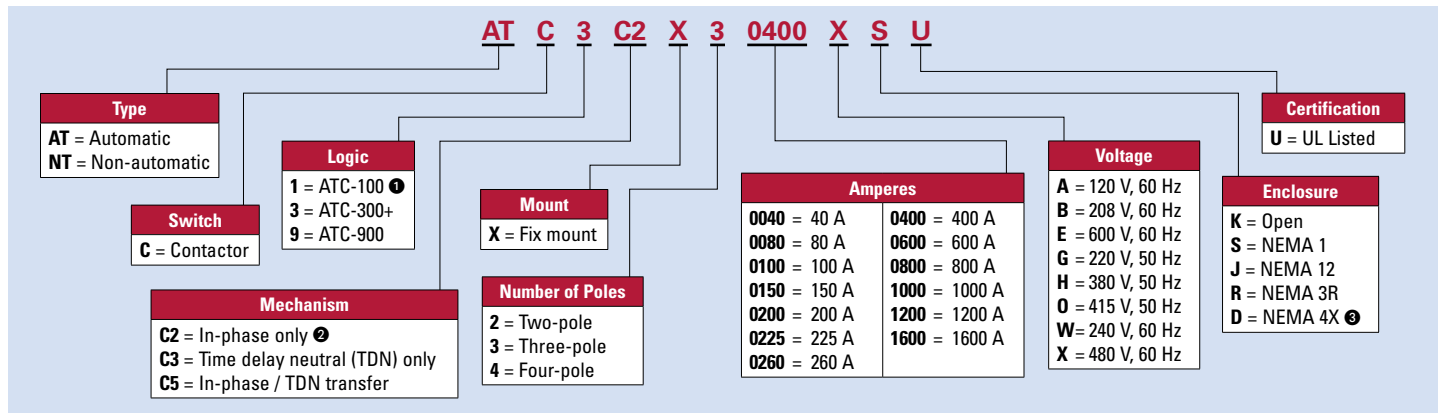 AT C 3 C2 X 3 0400 X S U
Type
AT = Automatic
NT = Non-automatic
Switch
C = Contactor
Logic
1 = ATC-100 ❶
3 = ATC-300+
9 = ATC-900
Mechanism
C2 = In-phase only ❷
C3 = Time delay neutral (TDN) only
C5 = In-phase / TDN transfer
Mount
X = Fix mount
Number of Poles
2 = Two-pole
3 = Three-pole
4 = Four-pole
Amperes
0040 = 40 A
0080 = 80 A
0100 = 100 A
0150 = 150 A
0200 = 200 A
0225 = 225 A
0260 = 260 A
0400 = 400 A
0600 = 600 A
0800 = 800 A
1000 = 1000 A
1200 = 1200 A
1600 = 1600 A
Voltage
A = 120 V, 60 Hz
B = 208 V, 60 Hz
E = 600 V, 60 Hz
G = 220 V, 50 Hz
H = 380 V, 50 Hz
O = 415 V, 50 Hz
W= 240 V, 60 Hz
X = 480 V, 60 Hz
Enclosure
K = Open
S = NEMA 1
J = NEMA 12
R = NEMA 3R
D = NEMA 4X ❸
Certification
U = UL Listed